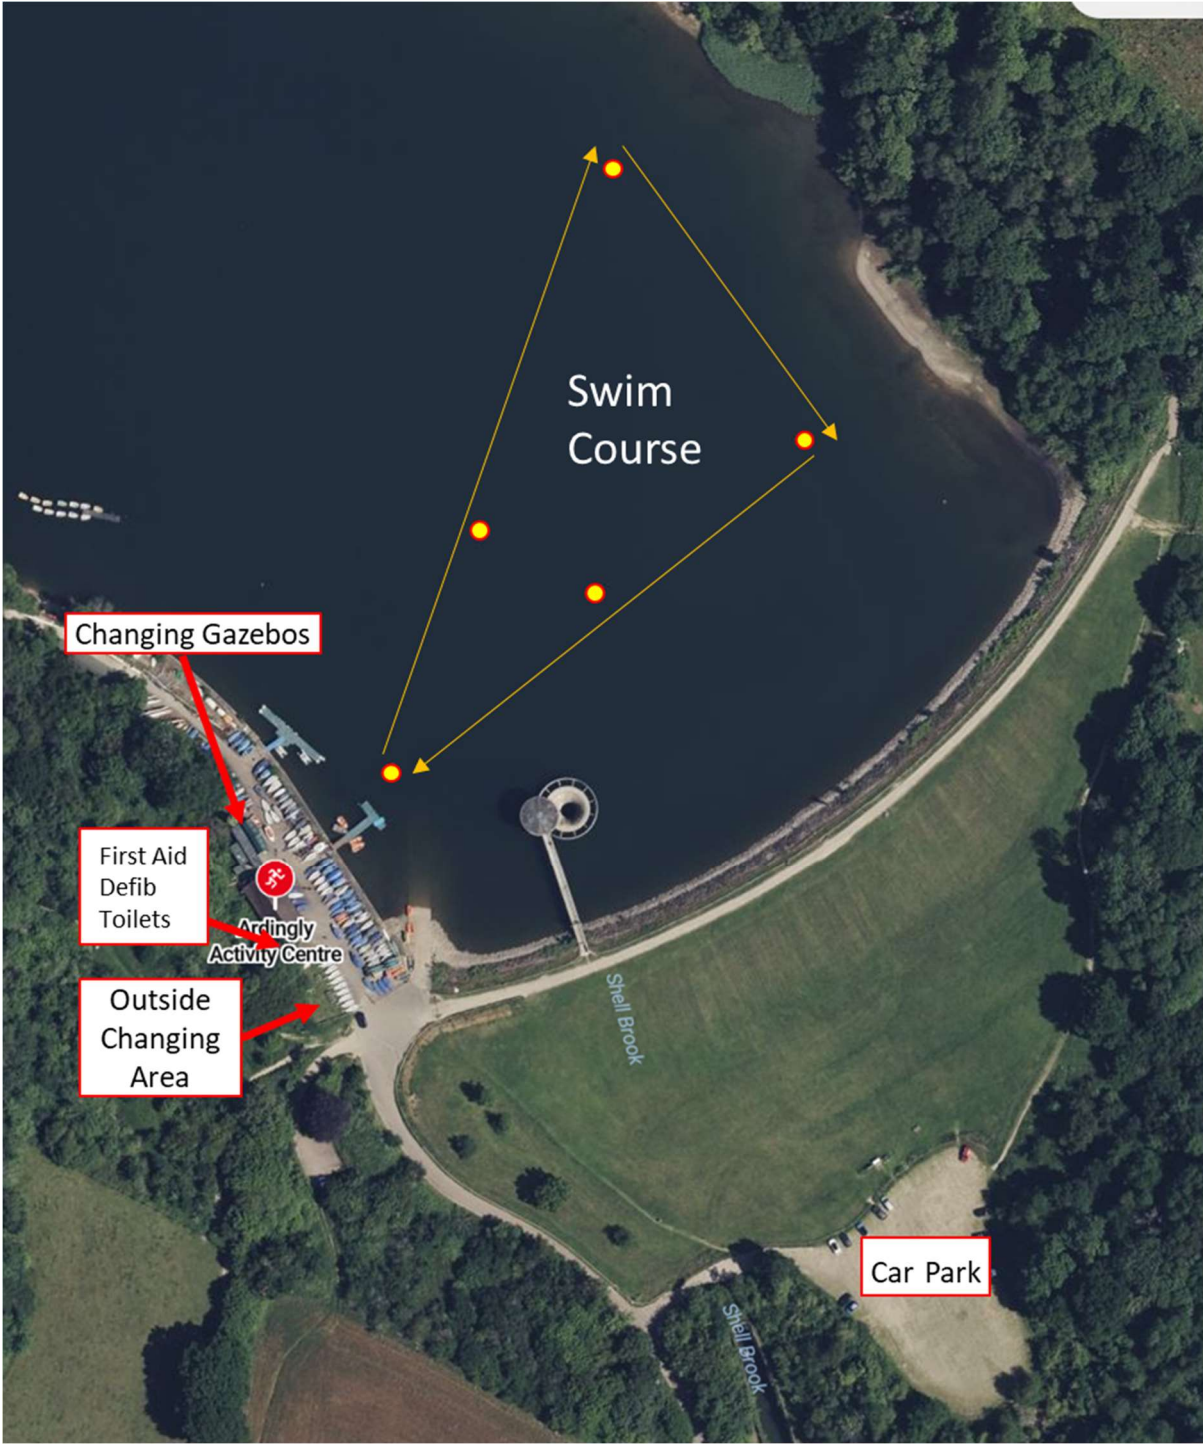 Swim
Course
Changing Gazebos
First Aid
Defib
Toilets
Ardingly
Activity Centre
Outside
Changing
Area
Shell Brook
Car Park
Shell Brook